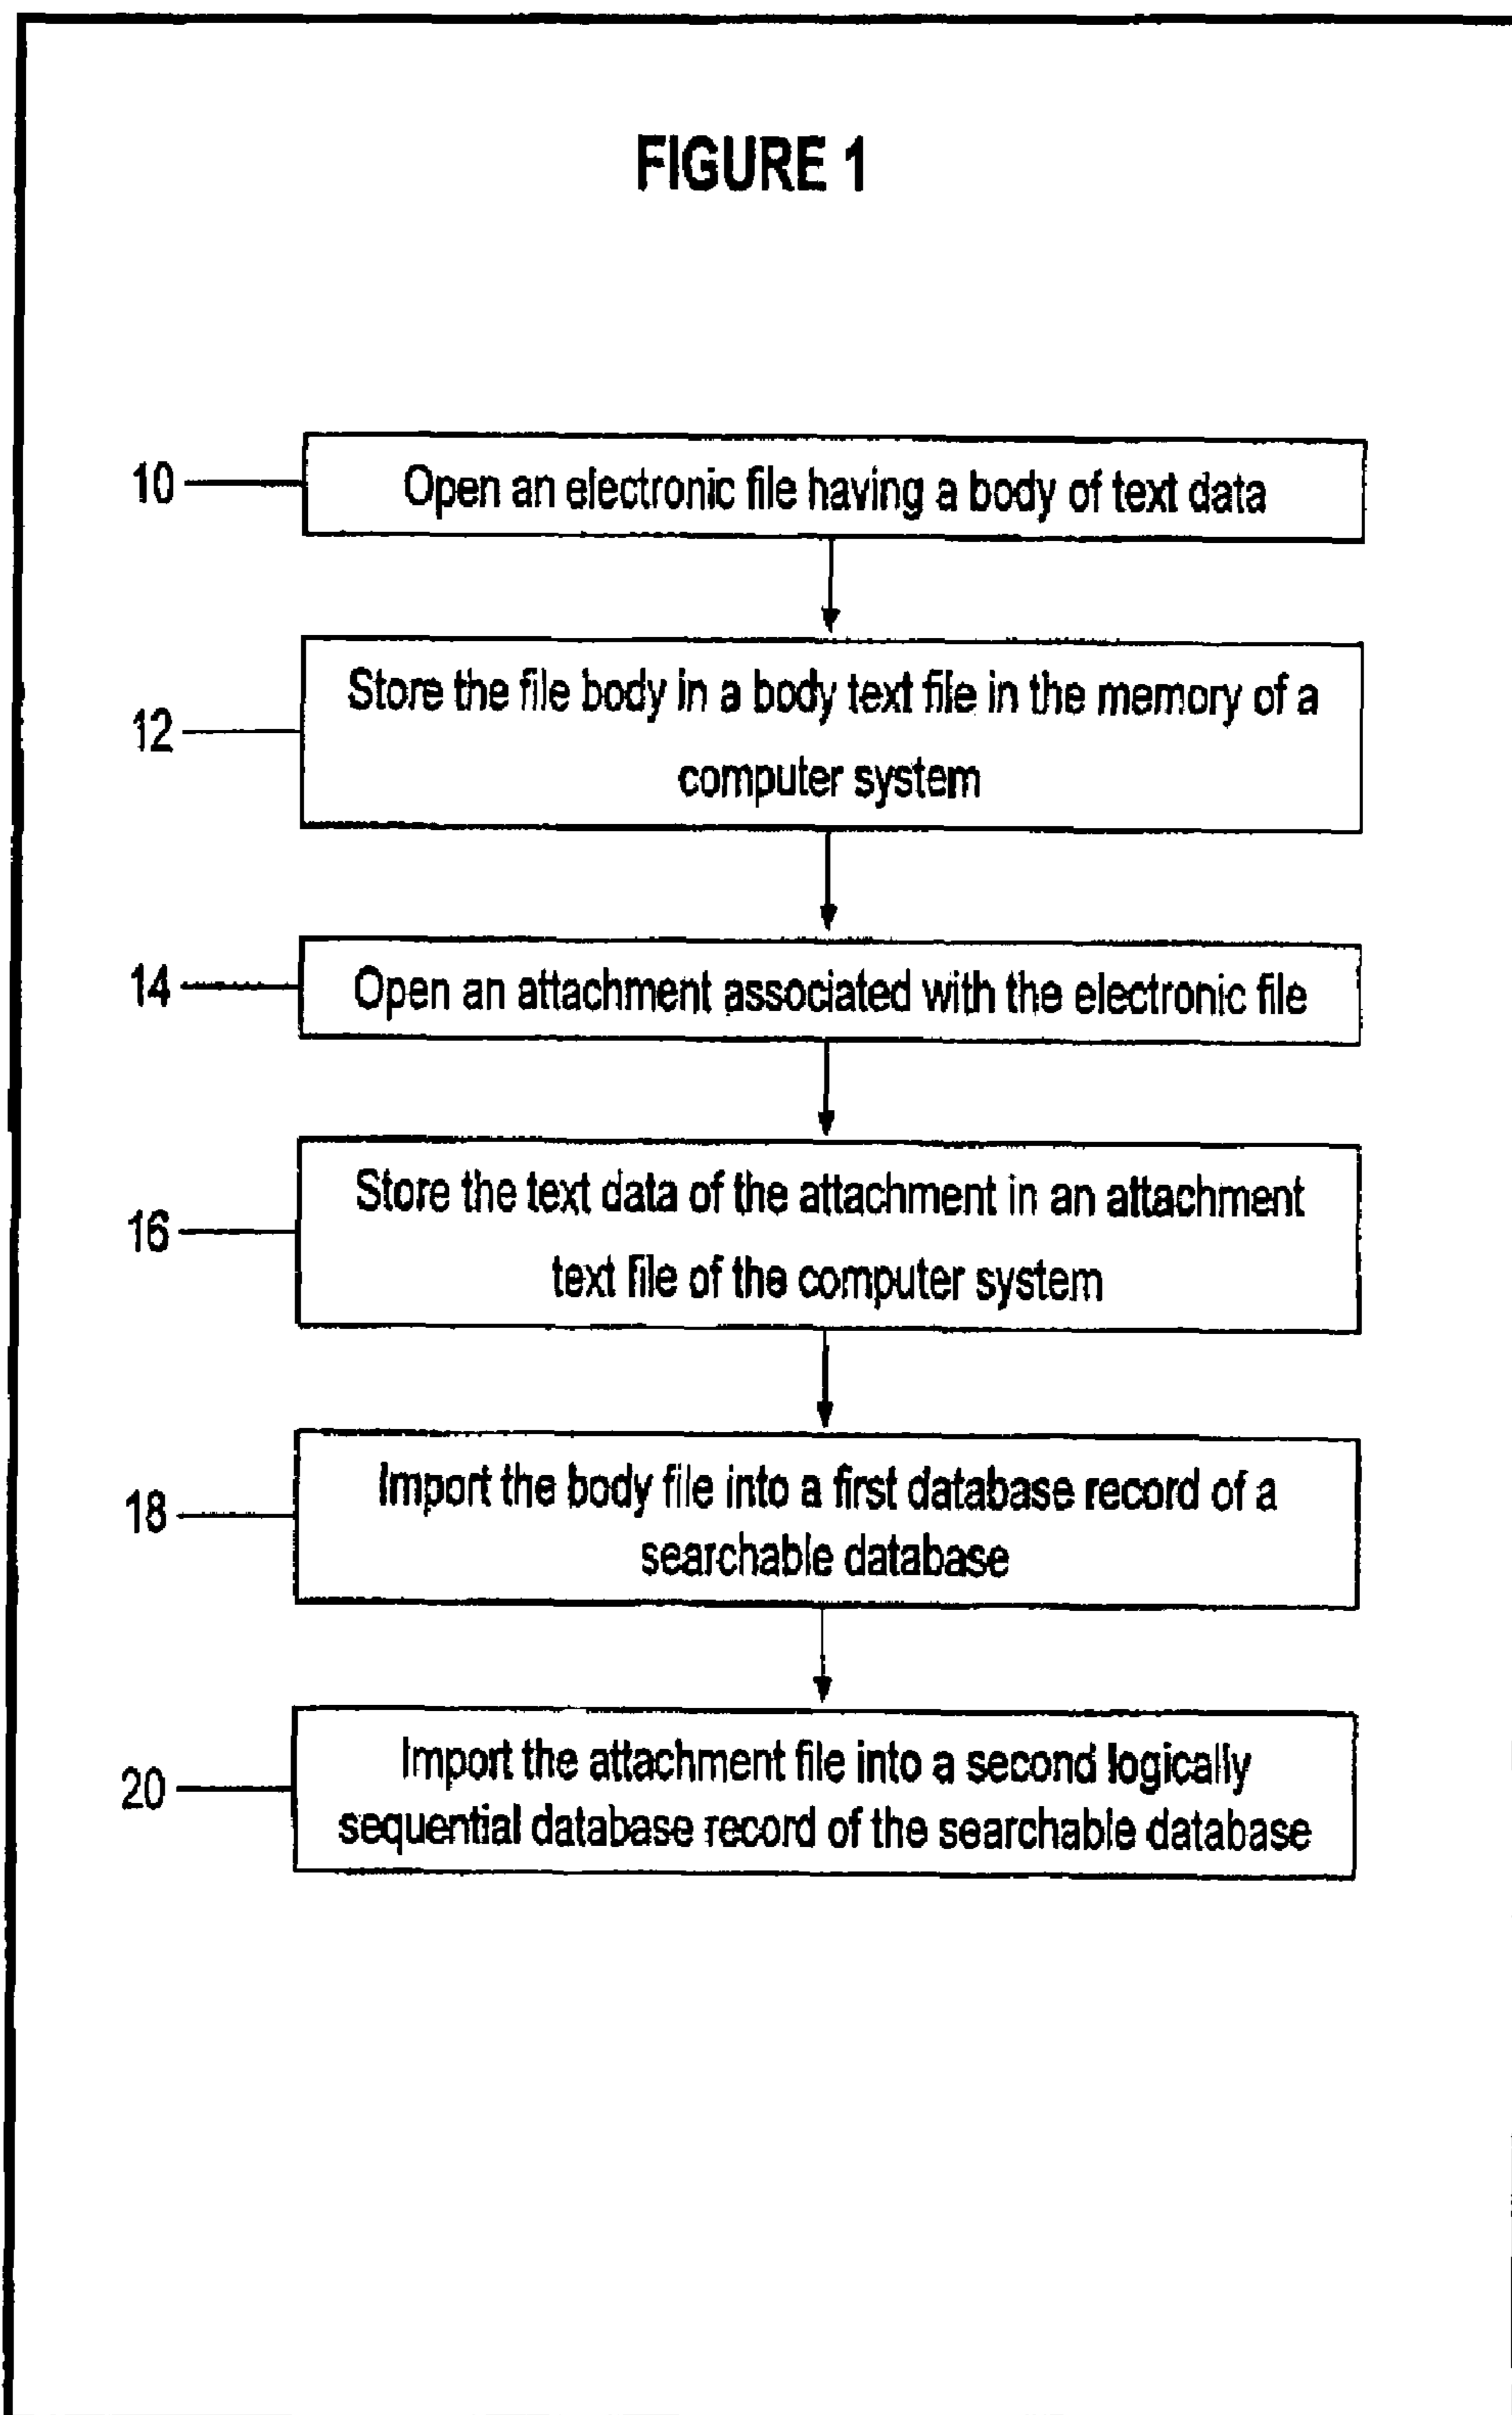 FIGURE 1
10
Open an electronic file having a body of text data
12
Store the file body in a body text file in the memory of a
computer system
14
Open an attachment associated with the electronic file
16
Store the text data of the attachment in an attachment
text file of the computer system
18
Import the body file into a first database record of a
searchable database
20
Import the attachment file into a second logically
sequential database record of the searchable database